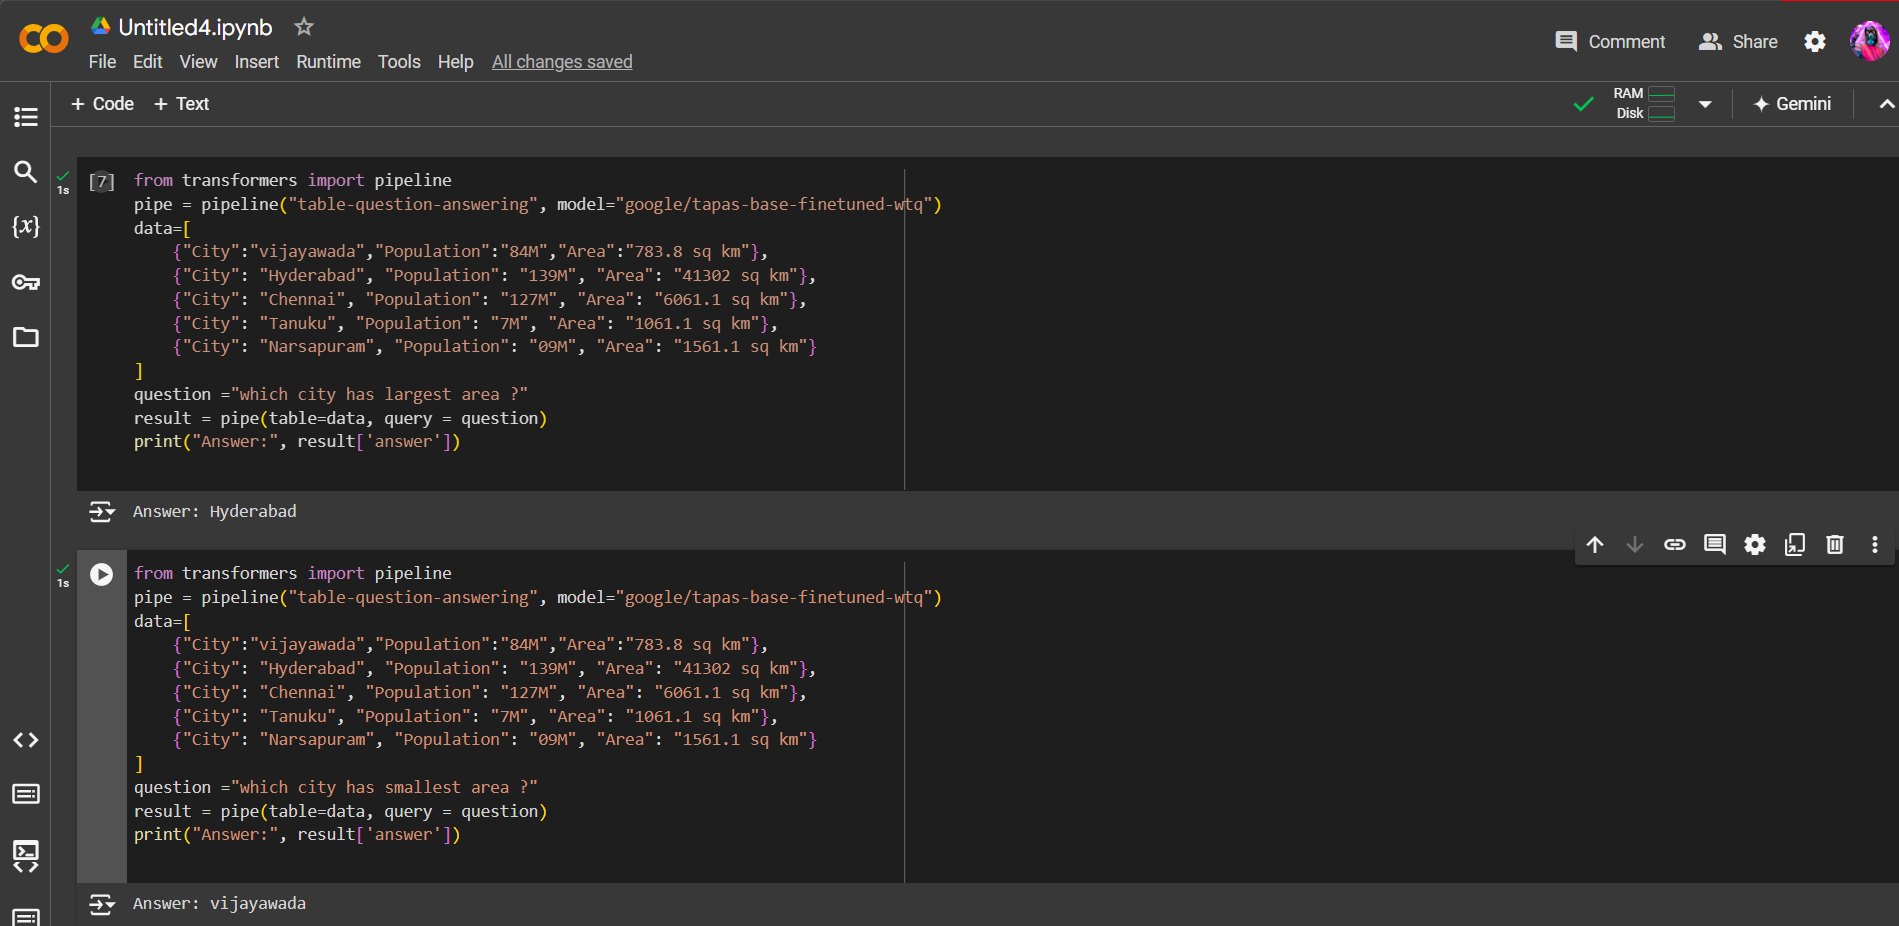 Untitled4.ipynb
File Edit View Insert Runtime Tools Help All changes saved
Comment Share
+ Code + Text
RAM
Disk
Gemini
1s
[7]
from transformers import pipeline
pipe = pipeline("table-question-answering", model="google/tapas-base-finetuned-wtq")
data=[
{"City":"vijayawada","Population":"84M","Area":"783.8 sq km"},
{"City": "Hyderabad", "Population": "139M", "Area": "41302 sq km"},
{"City": "Chennai", "Population": "127M", "Area": "6061.1 sq km"},
{"City": "Tanuku", "Population": "7M", "Area": "1061.1 sq km"},
{"City": "Narsapuram", "Population": "09M", "Area": "1561.1 sq km"}
]
question ="which city has largest area ?"
result = pipe(table=data, query = question)
print("Answer:", result['answer'])
Answer: Hyderabad
1s
from transformers import pipeline
pipe = pipeline("table-question-answering", model="google/tapas-base-finetuned-wtq")
data=[
{"City":"vijayawada","Population":"84M","Area":"783.8 sq km"},
{"City": "Hyderabad", "Population": "139M", "Area": "41302 sq km"},
{"City": "Chennai", "Population": "127M", "Area": "6061.1 sq km"},
{"City": "Tanuku", "Population": "7M", "Area": "1061.1 sq km"},
{"City": "Narsapuram", "Population": "09M", "Area": "1561.1 sq km"}
]
question ="which city has smallest area ?"
result = pipe(table=data, query = question)
print("Answer:", result['answer'])
Answer: vijayawada